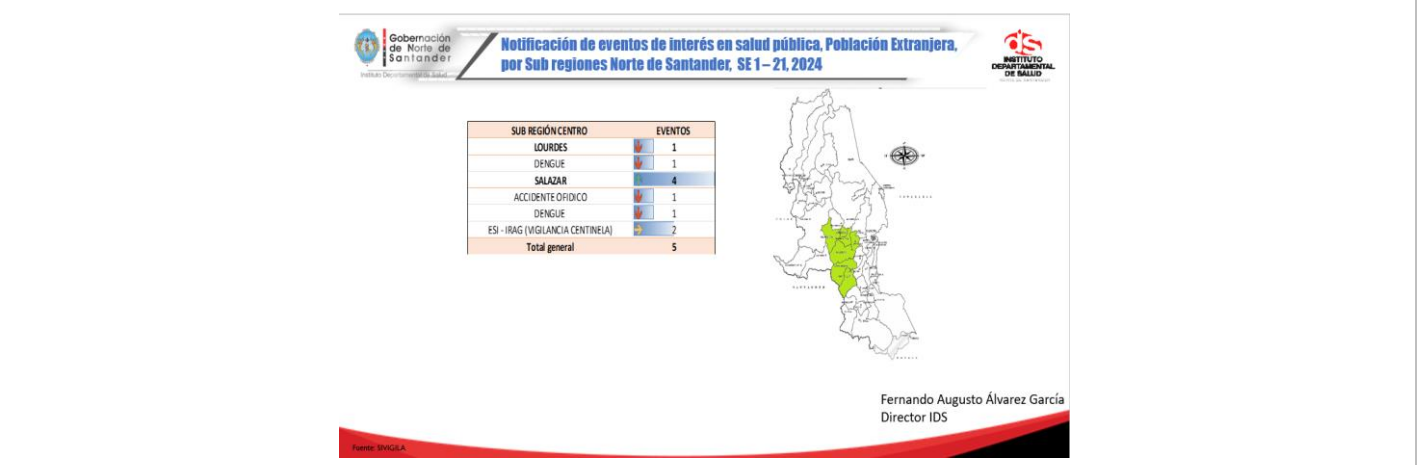 Gobernación
de Norte de
Santander
Instituto Departamental de Salud
Notificación de eventos de interés en salud pública, Población Extranjera,
por Sub regiones Norte de Santander, SE 1 – 21, 2024
ids
INSTITUTO
DEPARTAMENTAL
DE SALUD
SUB REGIÓN CENTRO EVENTOS
LOURDES 1
DENGUE 1
SALAZAR 4
ACCIDENTE OFIDICO 1
DENGUE 1
ESI - IRAG (VIGILANCIA CENTINELA) 2
Total general 5
Fernando Augusto Álvarez García
Director IDS
Fuente: SIVIGILA